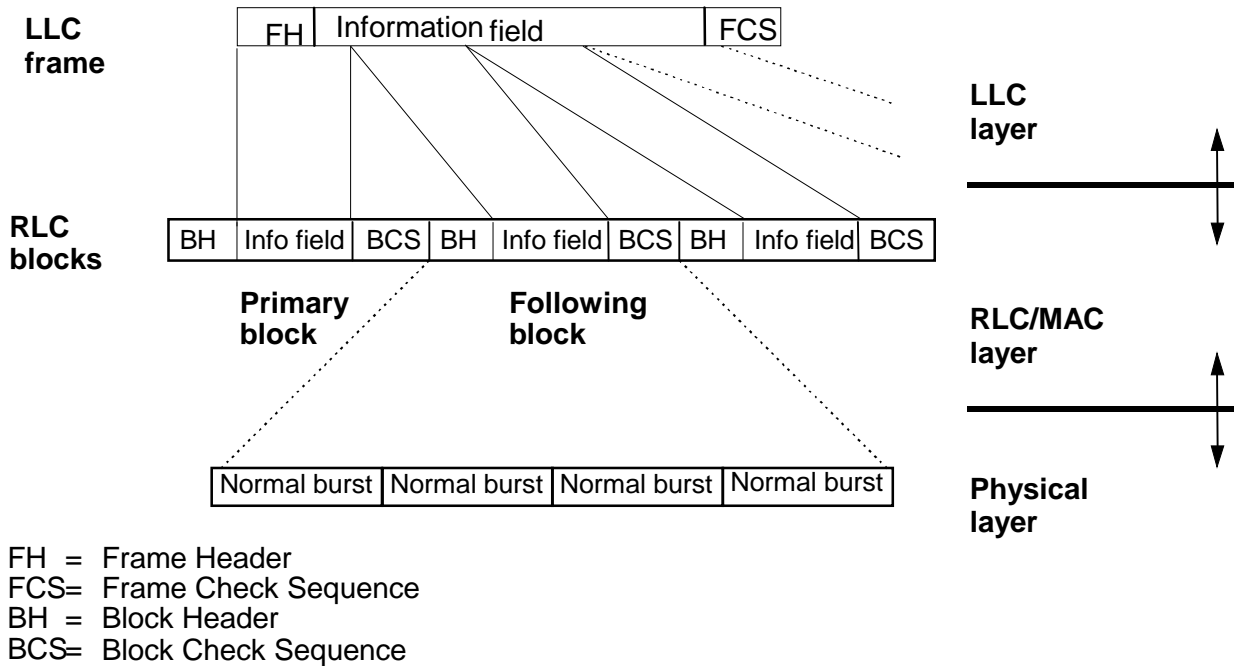 LLC
frame
FH Information field FCS
LLC
layer
RLC
blocks
BH Info field BCS BH Info field BCS BH Info field BCS
Primary
block
Following
block
RLC/MAC
layer
Normal burst Normal burst Normal burst Normal burst
Physical
layer
FH = Frame Header
FCS= Frame Check Sequence
BH = Block Header
BCS= Block Check Sequence